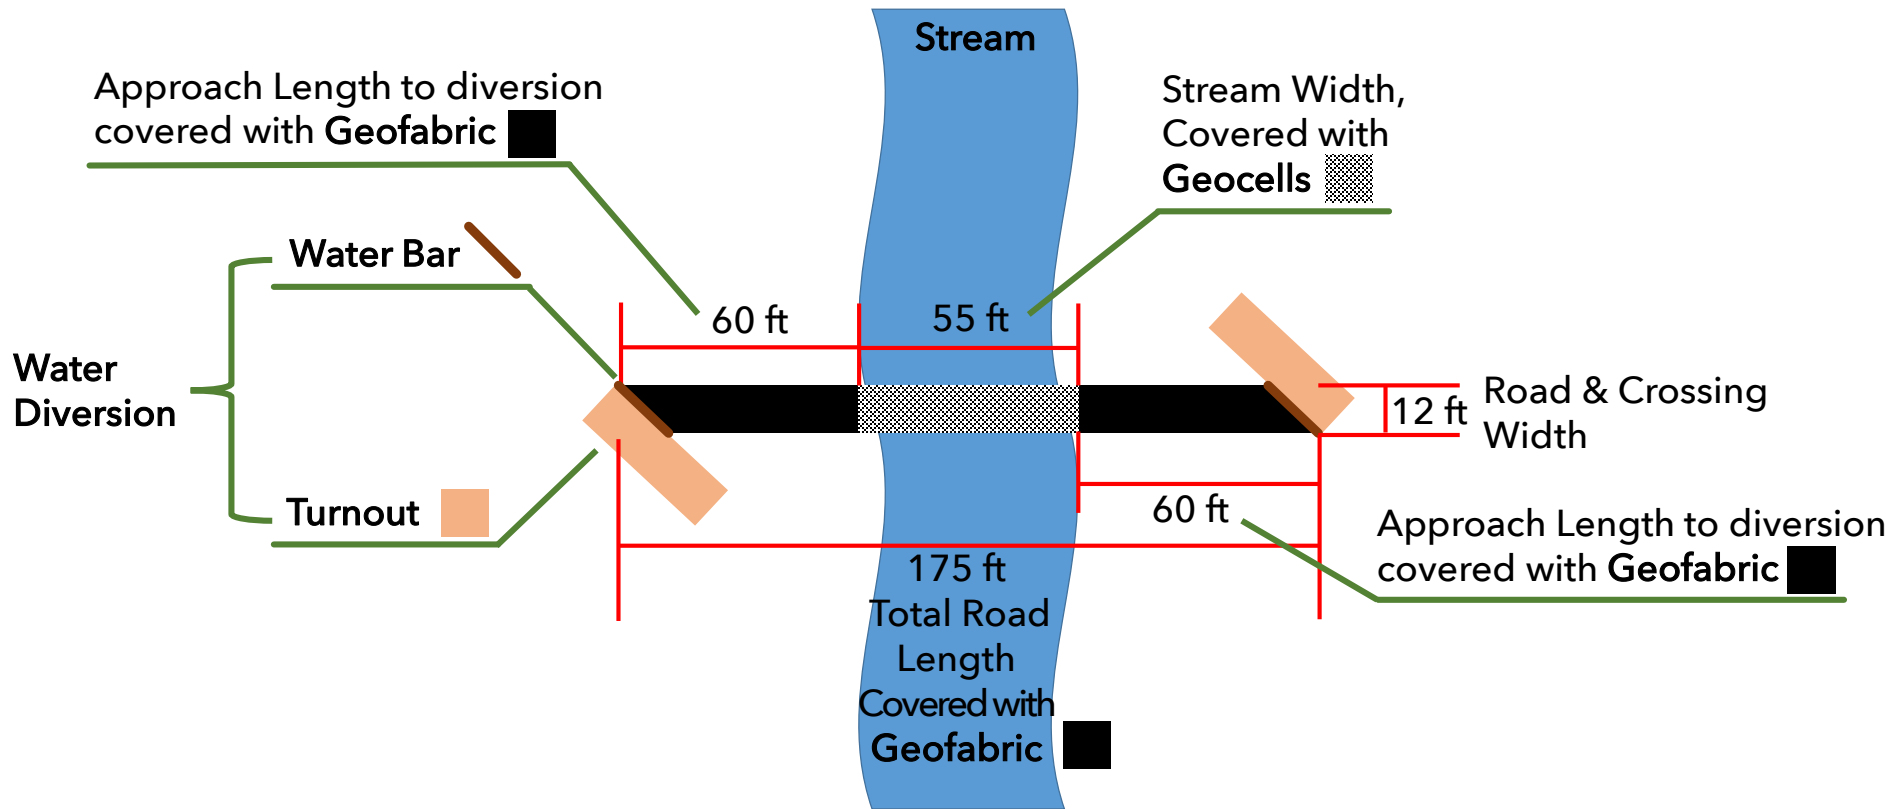 Stream
Approach Length to diversion
covered with Geofabric
Stream Width,
Covered with
Geocells
Water Bar
60 ft
55 ft
Water
Diversion
12 ft
Road & Crossing
Width
Turnout
60 ft
Approach Length to diversion
covered with Geofabric
175 ft
Total Road
Length
Covered with
Geofabric